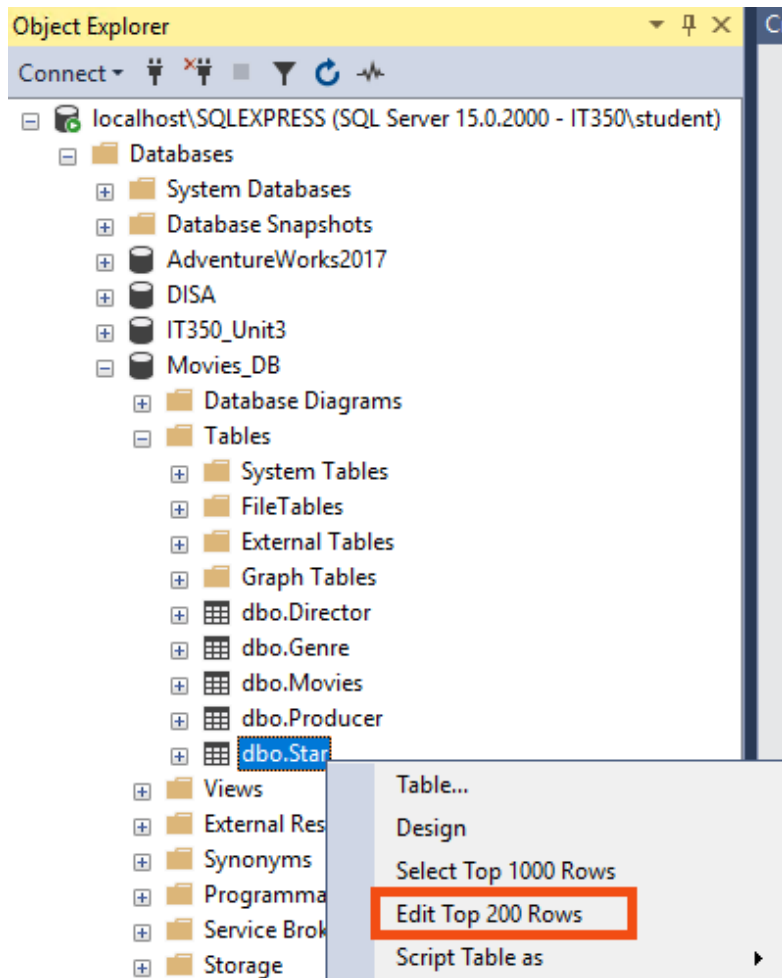 Object Explorer
C
Connect
localhost\SQLEXPRESS (SQL Server 15.0.2000 - IT350\student)
Databases
System Databases
Database Snapshots
AdventureWorks2017
DISA
IT350_Unit3
Movies_DB
Database Diagrams
Tables
System Tables
FileTables
External Tables
Graph Tables
dbo.Director
dbo.Genre
dbo.Movies
dbo.Producer
dbo.Star
Views
External Res
Synonyms
Programma
Service Brok
Storage
Table...
Design
Select Top 1000 Rows
Edit Top 200 Rows
Script Table as